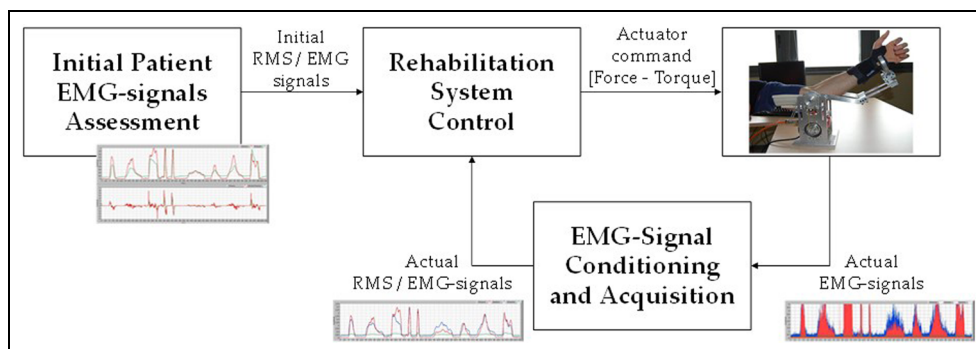 Initial Patient
EMG-signals
Assessment
Initial
RMS / EMG
signals
Rehabilitation
System
Control
Actuator
command
[Force - Torque]
EMG-Signal
Conditioning
and Acquisition
Actual
RMS / EMG-signals
Actual
EMG-signals